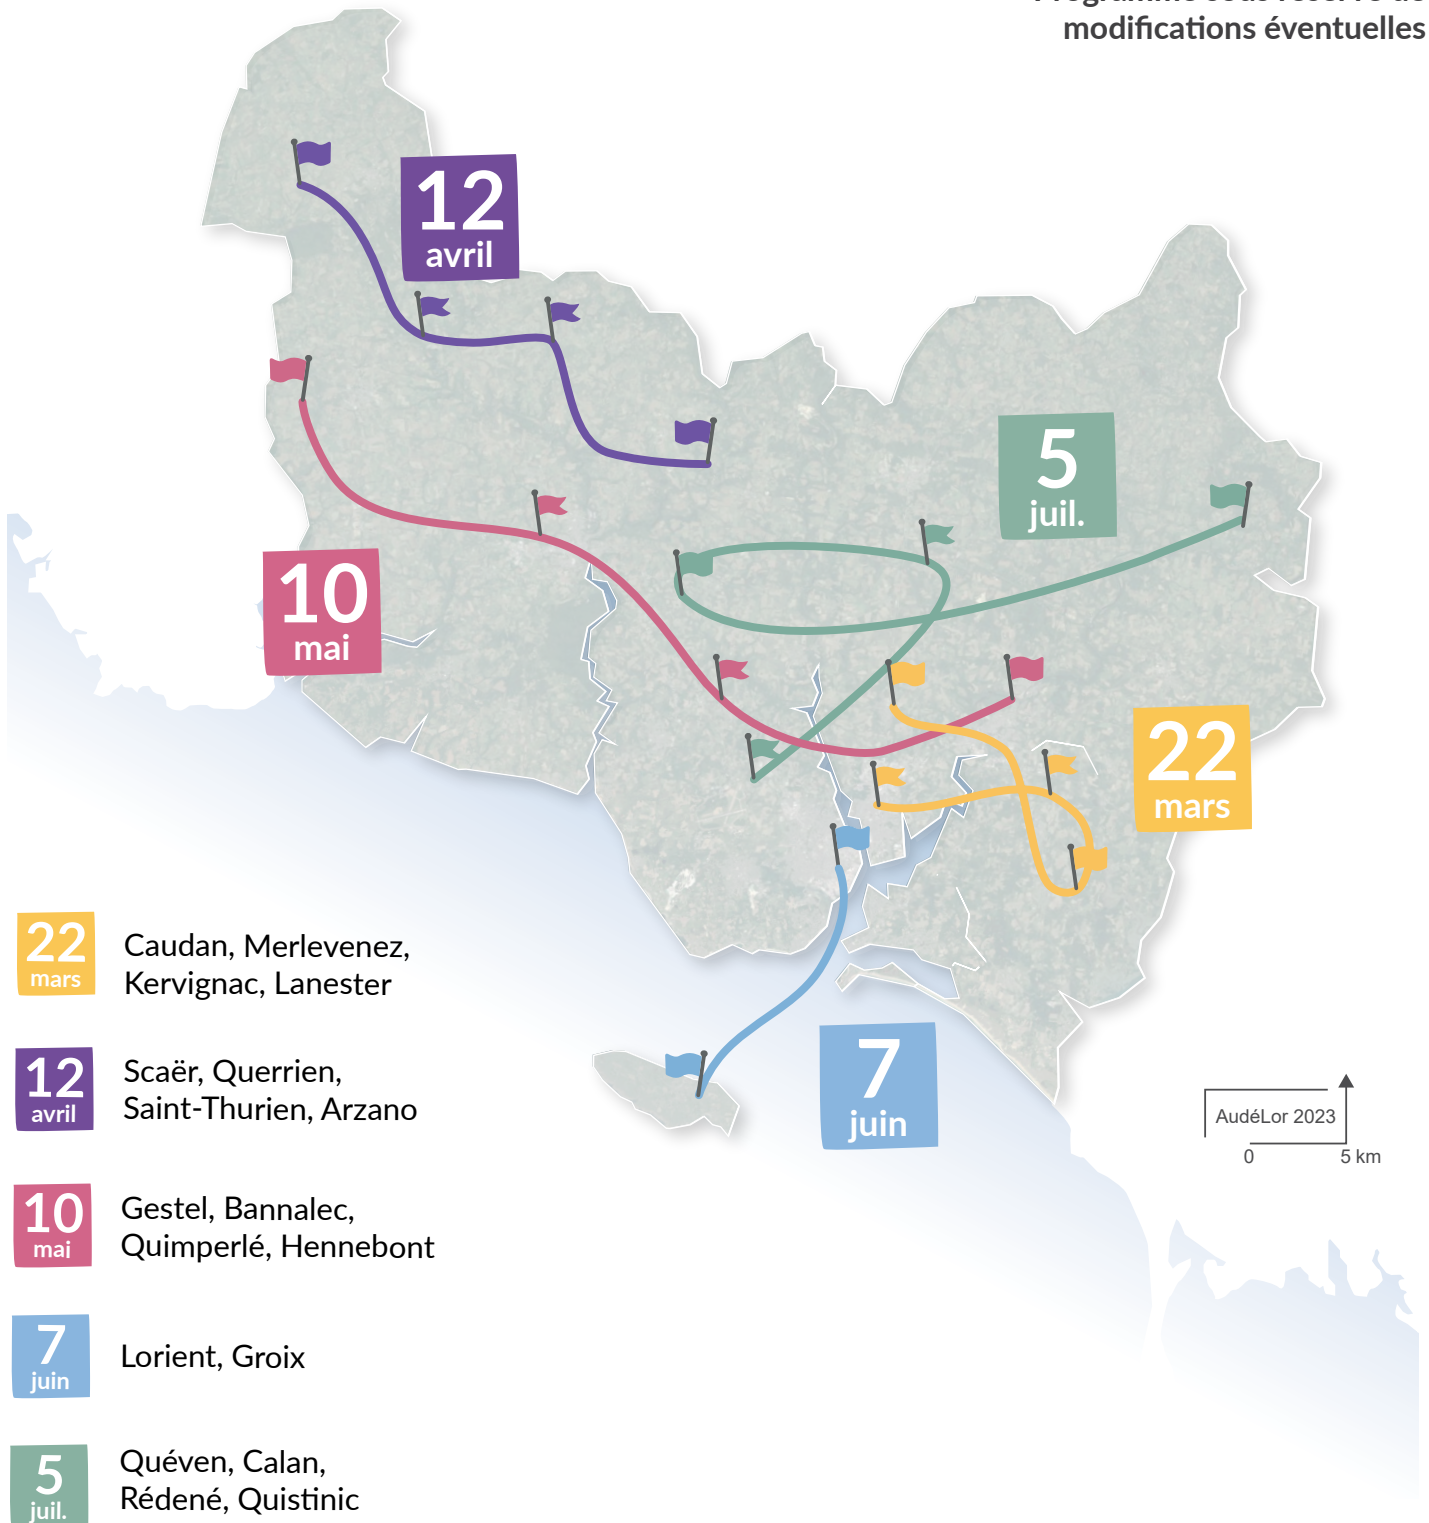 modifications éventuelles
12
avril
5
juil.
10
mai
22
mars
7
juin
AudéLor 2023
0 5 km
22
mars
Caudan, Merlevenez,
Kervignac, Lanester
12
avril
Scaër, Querrien,
Saint-Thurien, Arzano
10
mai
Gestel, Bannalec,
Quimperlé, Hennebont
7
juin
Lorient, Groix
5
juil.
Quéven, Calan,
Rédené, Quistinic